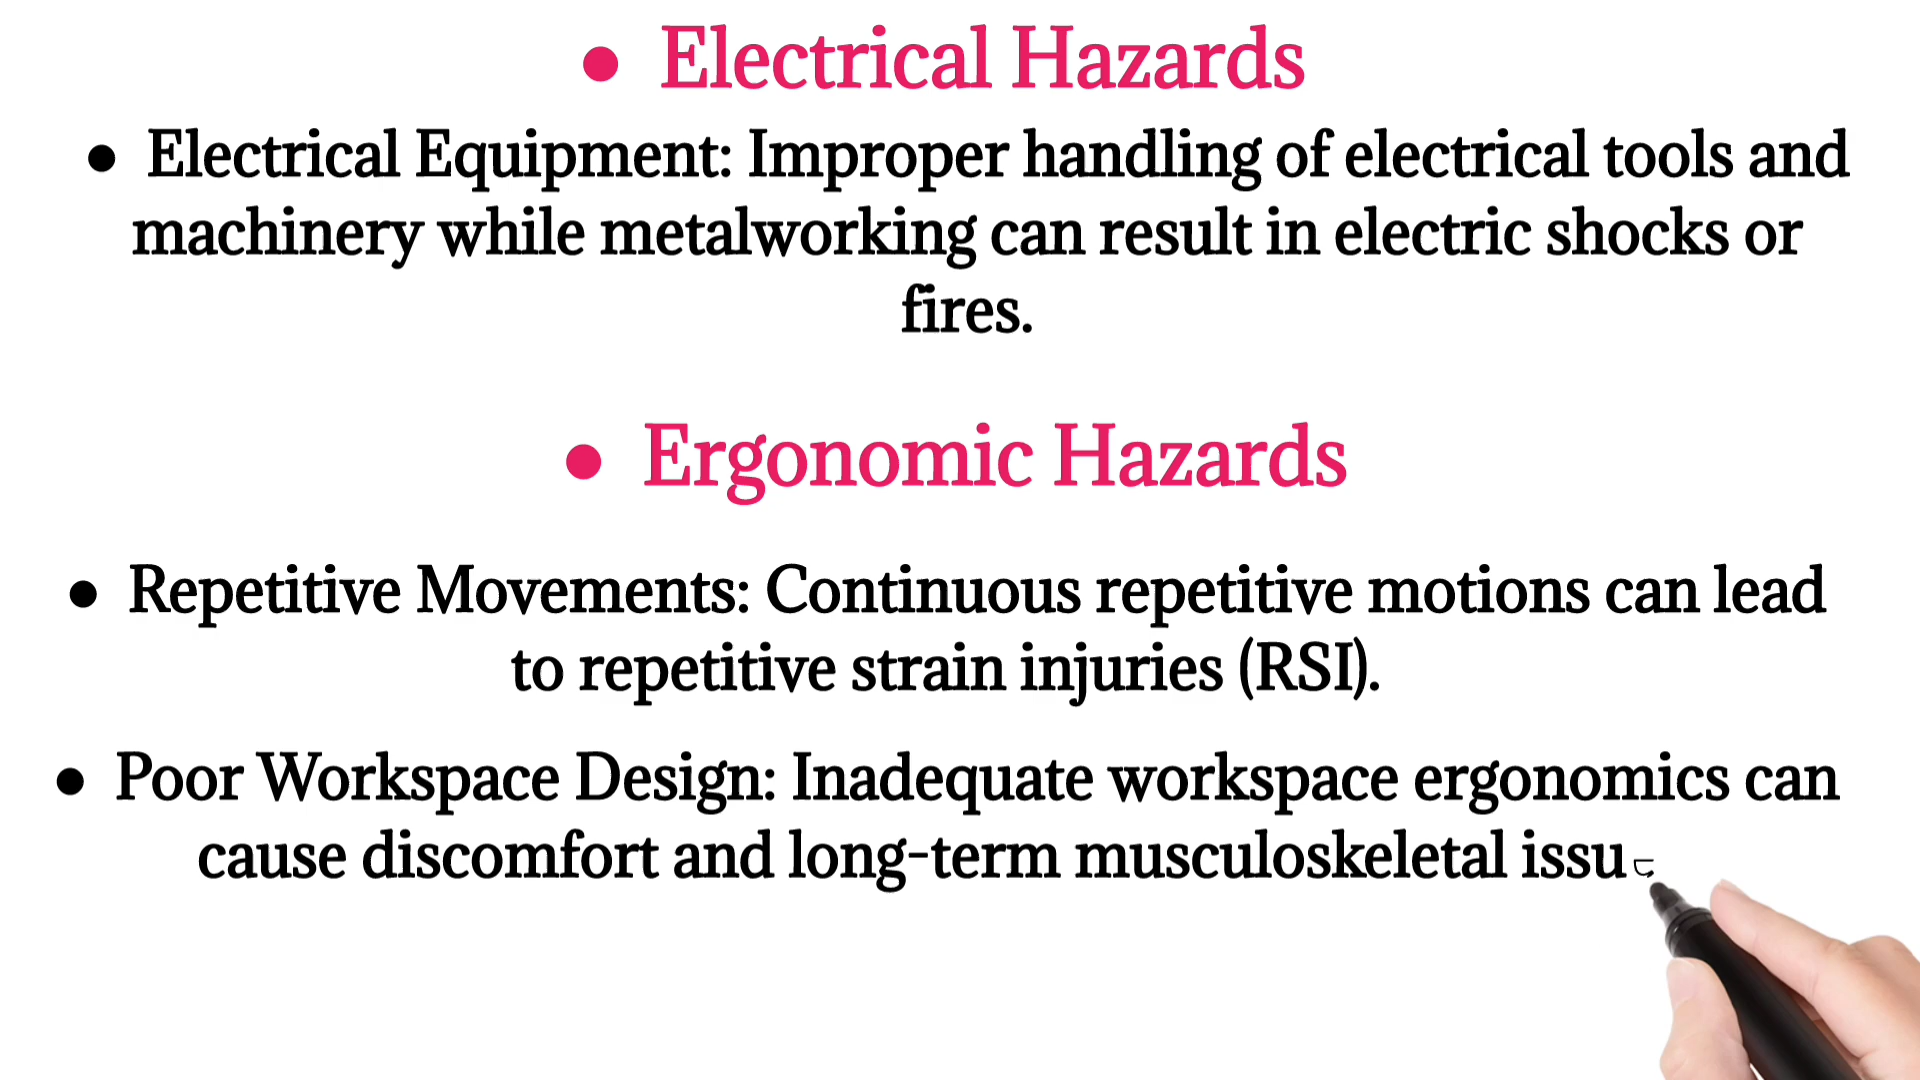 • Electrical Hazards
• Electrical Equipment: Improper handling of electrical tools and
machinery while metalworking can result in electric shocks or
fires.
• Ergonomic Hazards
• Repetitive Movements: Continuous repetitive motions can lead
to repetitive strain injuries (RSI).
• Poor Workspace Design: Inadequate workspace ergonomics can
cause discomfort and long-term musculoskeletal issu